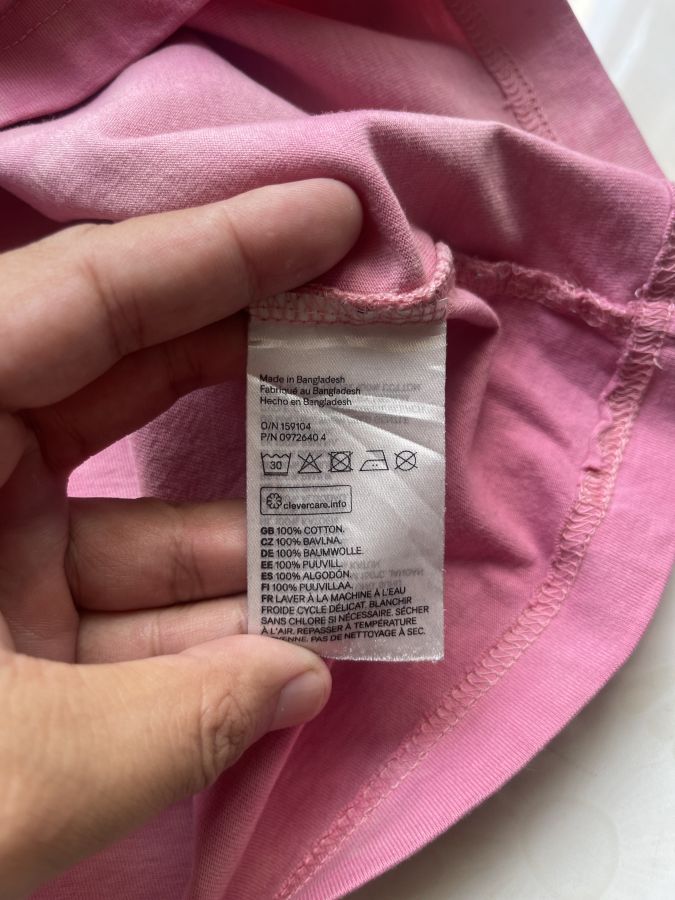 Made in Bangladesh
Fabriqué au Bangladesh
Hecho en Bangladesh
O/N 159104
P/N 0972640 4
30
clevercare.info
GB 100% COTTON.
CZ 100% BAVLNA.
DE 100% BAUMWOLLE.
EE 100% PUUVILL.
ES 100% ALGODÓN.
FI 100% PUUVILLAA.
FR LAVER À LA MACHINE À L'EAU
FROIDE CYCLE DÉLICAT. BLANCHIR
SANS CHLORE SI NÉCESSAIRE. SÉCHER
À L'AIR. REPASSER À TEMPÉRATURE
PAS DE NETTOYAGE À SEC.